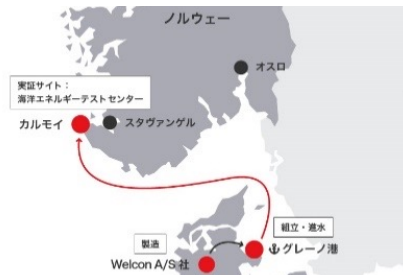 ノルウェー
オスロ
実証サイト：
海洋エネルギーテストセンター
カルモイ
スタヴァンゲル
組立・進水
製造
グレーノ港
Welcon A/S 社